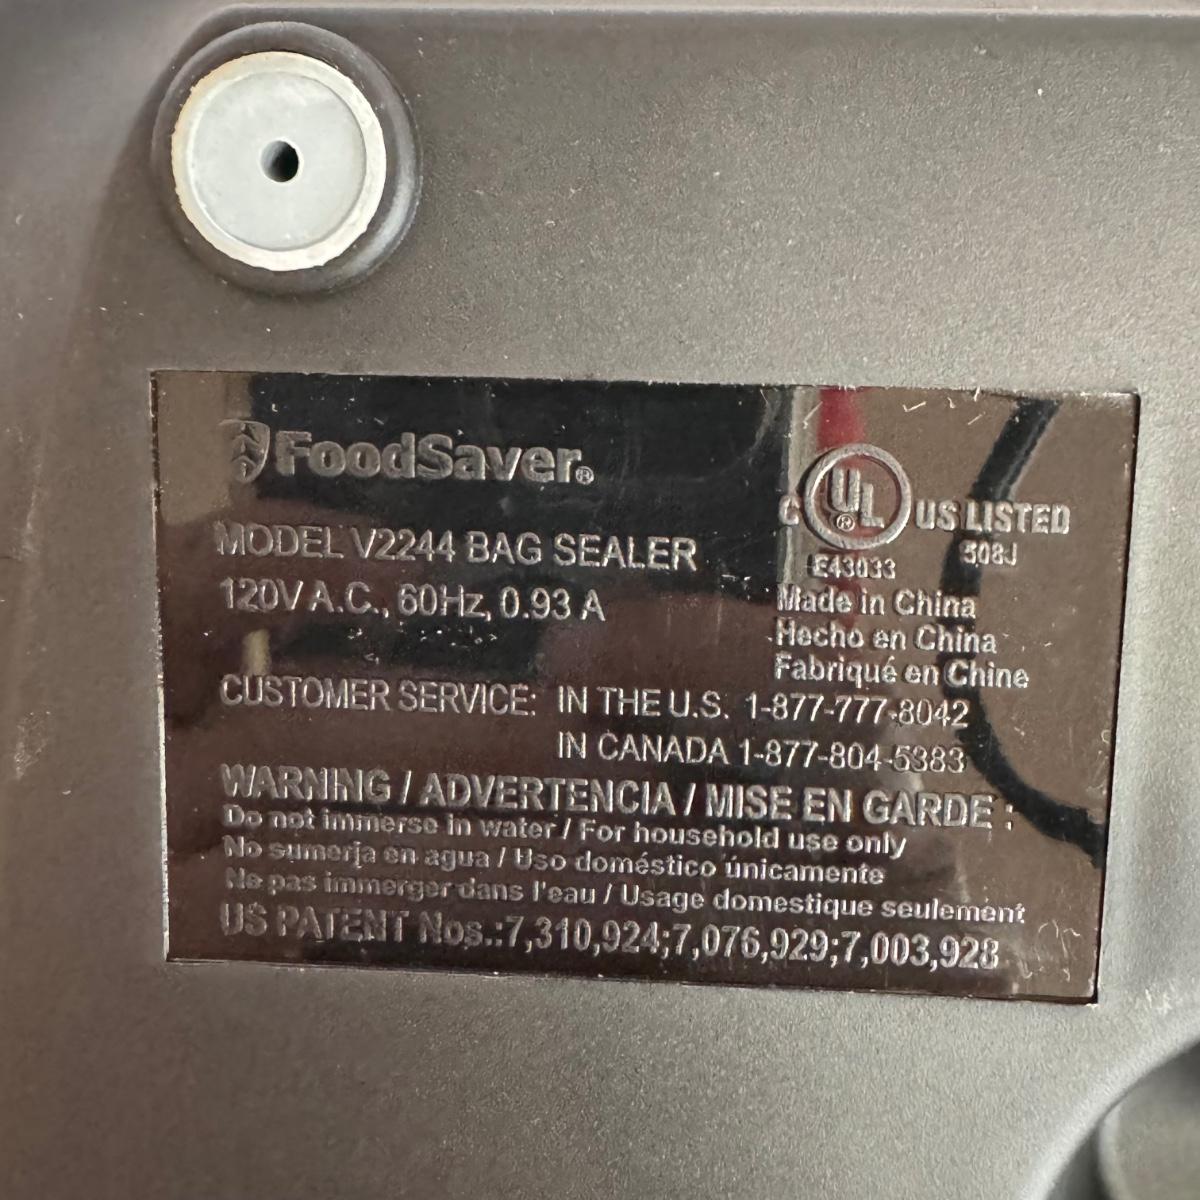 FoodSaver®
MODEL V2244 BAG SEALER
120V A.C., 60Hz, 0.93 A
C UL® US LISTED
E43033 508J
Made in China
Hecho en China
Fabriqué en Chine
CUSTOMER SERVICE: IN THE U.S. 1-877-777-8042
IN CANADA 1-877-804-5383
WARNING / ADVERTENCIA / MISE EN GARDE :
Do not immerse in water / For household use only
No sumerja en agua / Uso doméstico únicamente
Ne pas immerger dans l'eau / Usage domestique seulement
US PATENT Nos.:7,310,924;7,076,929;7,003,928